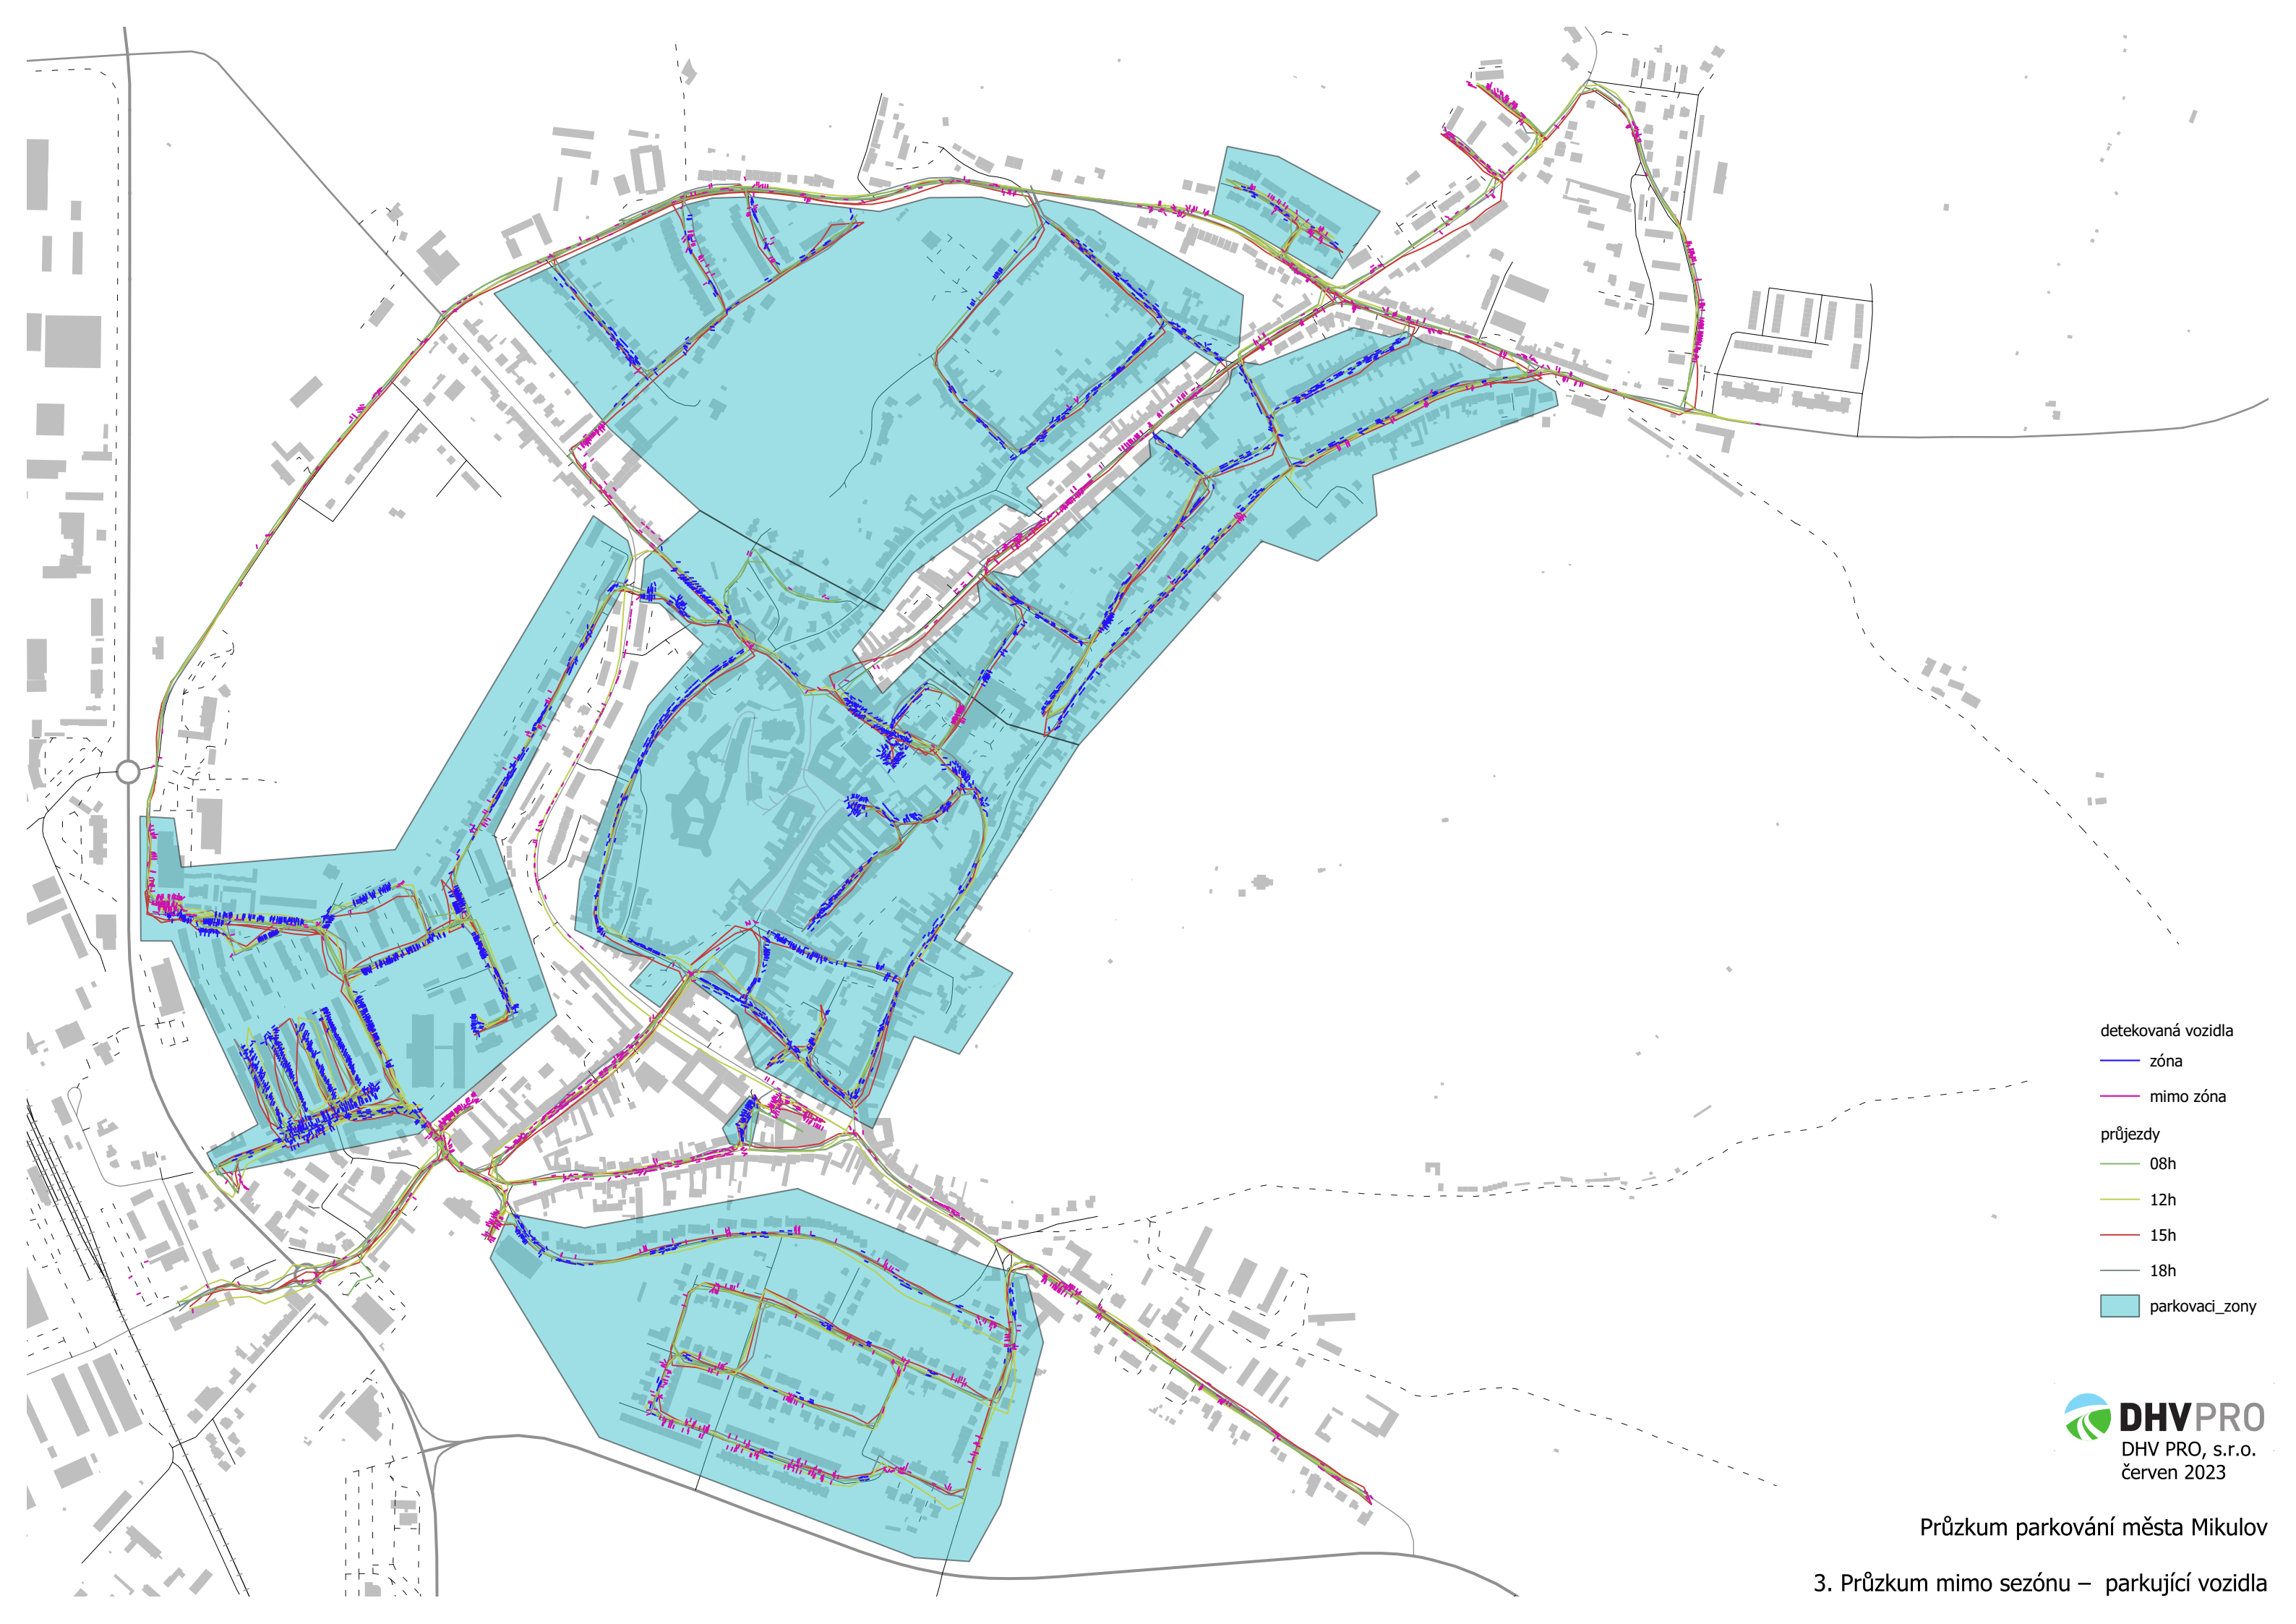 detekovaná vozidla
zóna
mimo zóna
průjezdy
08h
12h
15h
18h
parkovaci_zony
DHVPRO
DHV PRO, s.r.o.
červen 2023
Průzkum parkování města Mikulov
3. Průzkum mimo sezónu – parkující vozidla